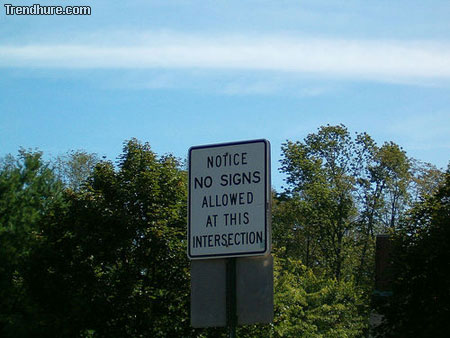 Trendhure.com
NOTICE
NO SIGNS
ALLOWED
AT THIS
INTERSECTION